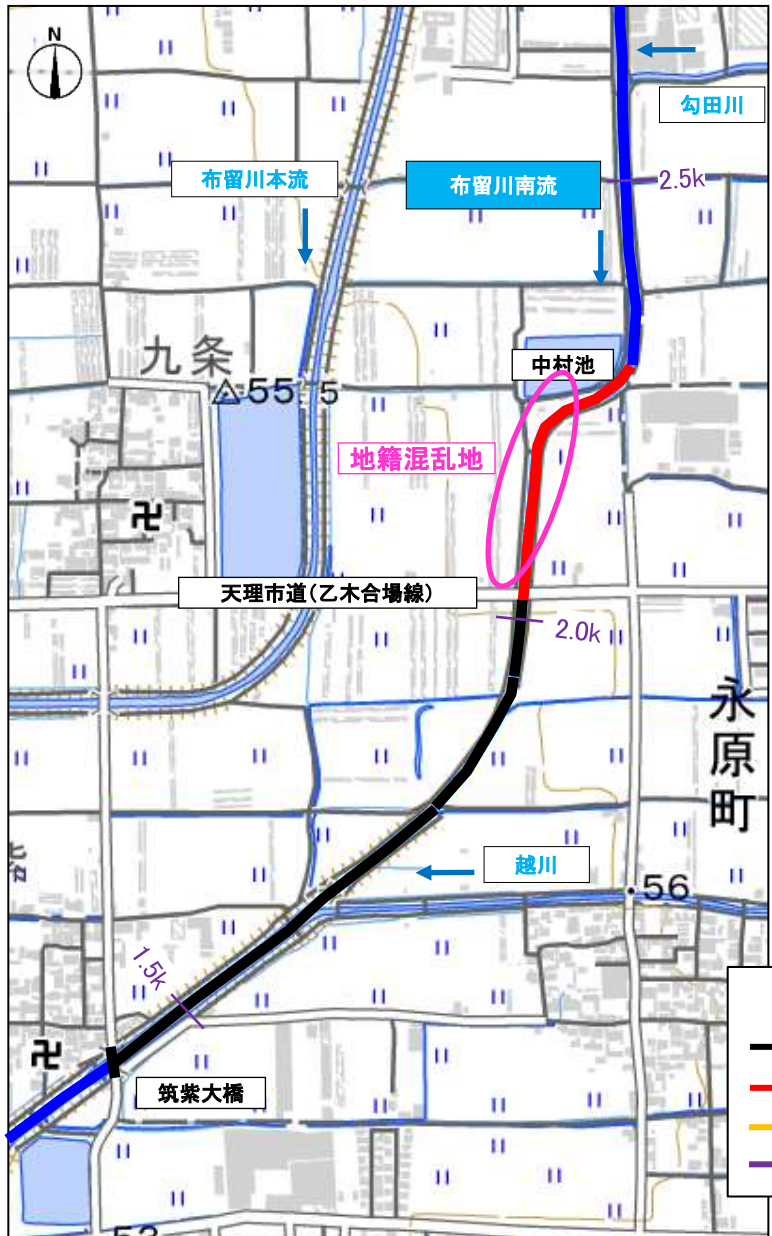 N
勾田川
布留川本流
布留川南流
2.5k
九条
中村池
55.5
地籍混乱地
天理市道(乙木合場線)
2.0k
永原町
越川
56
1.5k
筑紫大橋